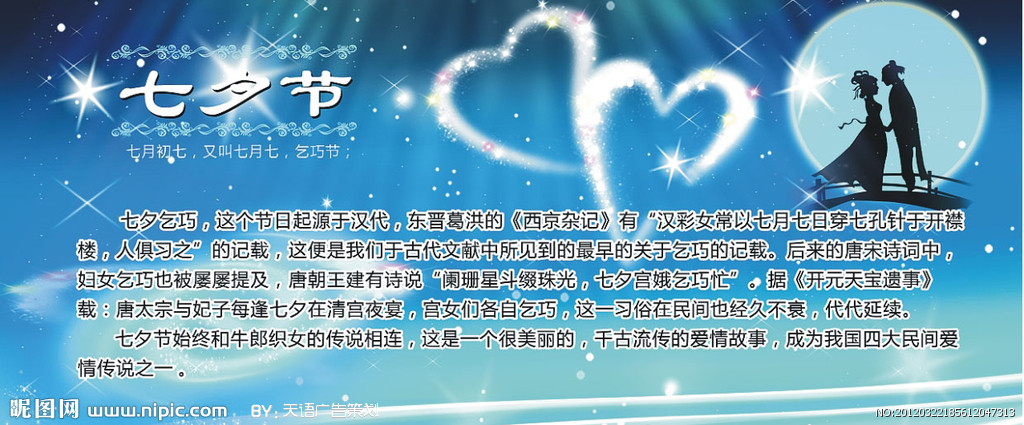 七夕节
七月初七，又叫七月七，乞巧节；
七夕乞巧，这个节日起源于汉代，东晋葛洪的《西京杂记》有“汉彩女常以七月七日穿七孔针于开襟
楼，人俱习之”的记载，这便是我们于古代文献中所见到的最早的关于乞巧的记载。后来的唐宋诗词中，
妇女乞巧也被屡屡提及，唐朝王建有诗说“阑珊星斗缀珠光，七夕宫娥乞巧忙”。据《开元天宝遗事》
载：唐太宗与妃子每逢七夕在清宫夜宴，宫女们各自乞巧，这一习俗在民间也经久不衰，代代延续。
七夕节始终和牛郎织女的传说相连，这是一个很美丽的，千古流传的爱情故事，成为我国四大民间爱
情传说之一。
昵图网 www.nipic.com BY: 天语广告策划 NO:20120322185612047313